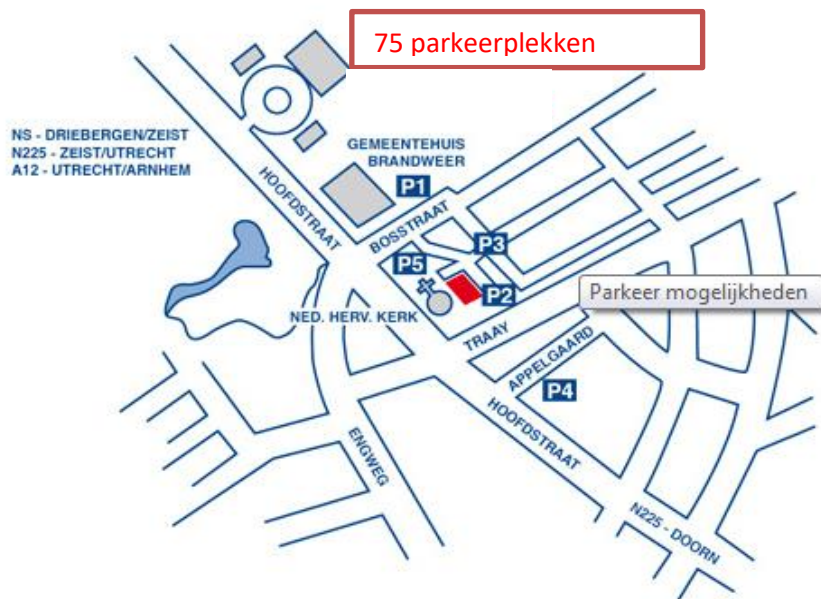 75 parkeerplekken
NS - DRIEBERGEN/ZEIST
N225 - ZEIST/UTRECHT
A12 - UTRECHT/ARNHEM
GEMEENTEHUIS
BRANDWEER
P1
HOOFDSTRAAT
BOSSTRAAT
P3
P5
P2
Parkeer mogelijkheden
NED. HERV. KERK
TRAAY
APPELGAARD
P4
HOOFDSTRAAT
ENGWEG
N225 - DOORN